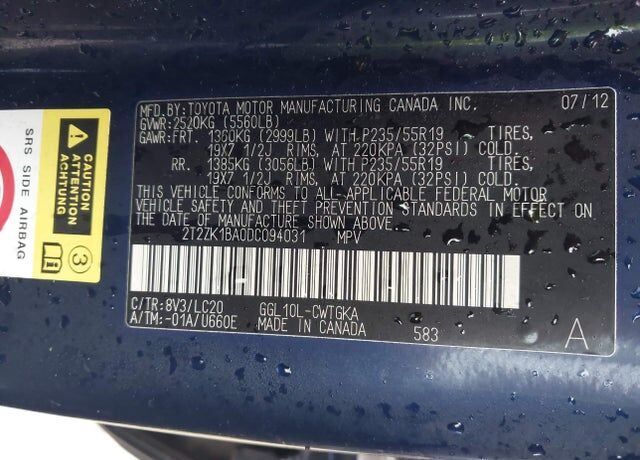 MFD.BY:TOYOTA MOTOR MANUFACTURING CANADA INC. 07/12
GVWR:2520KG (5560LB)
GAWR:FRT. 1360KG (2999LB) WITH P235/55R19 TIRES,
19X7 1/2J RIMS, AT 220KPA (32PSI) COLD.
RR. 1385KG (3056LB) WITH P235/55R19 TIRES,
19X7 1/2J RIMS, AT 220KPA (32PSI) COLD.
THIS VEHICLE CONFORMS TO ALL APPLICABLE FEDERAL MOTOR
VEHICLE SAFETY AND THEFT PREVENTION STANDARDS IN EFFECT ON
THE DATE OF MANUFACTURE SHOWN ABOVE.
2T2ZK1BA0DC094031 MPV
C/TR:8V3/LC20 GGL10L-CWTGKA
A/TM:-01A/U660E MADE IN CANADA 583 A
SRS SIDE AIRBAG
CAUTION
ATTENTION
ACHTUNG
3